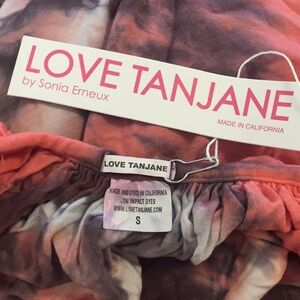 LOVE TANJANE
by Sonia Erneux
MADE IN CALIFORNIA
LOVE TANJANE
MADE AND DYED IN CALIFORNIA
LOW IMPACT DYES
WWW.LOVETANJANE.COM
S